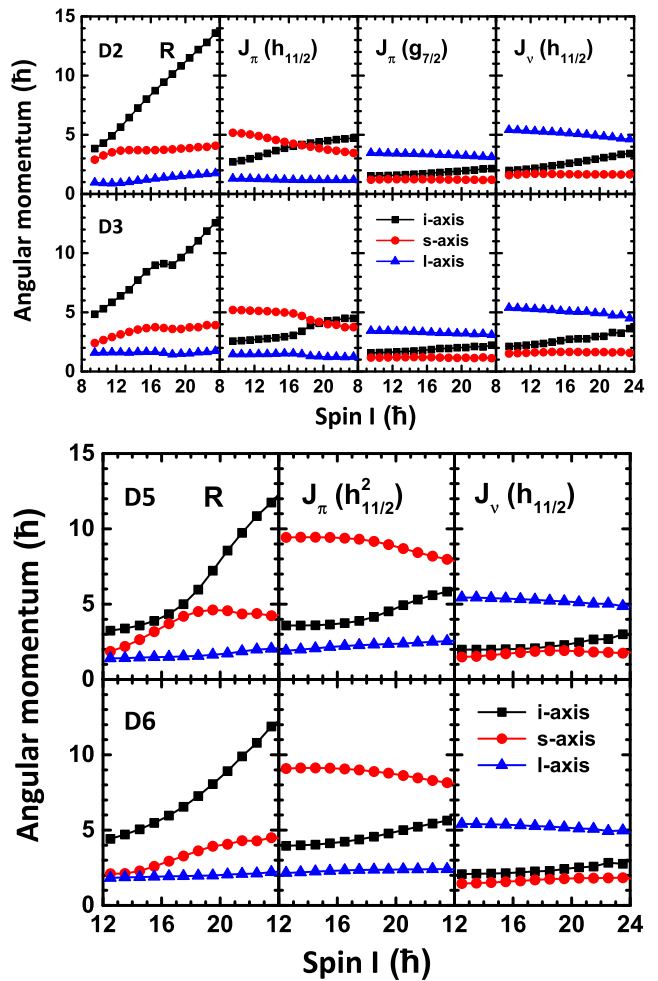 D2 R Jπ (h11/2) Jπ (g7/2) Jν (h11/2)
15
10
5
0
D3
i-axis
s-axis
l-axis
10
5
0
Angular momentum (ħ)
8 12 16 20 8 12 16 20 8 12 16 20 8 12 16 20 24
Spin I (ħ)
D5 R Jπ (h²11/2) Jν (h11/2)
15
10
5
0
D6
i-axis
s-axis
l-axis
10
5
0
Angular momentum (ħ)
12 16 20 12 16 20 12 16 20 24
Spin I (ħ)